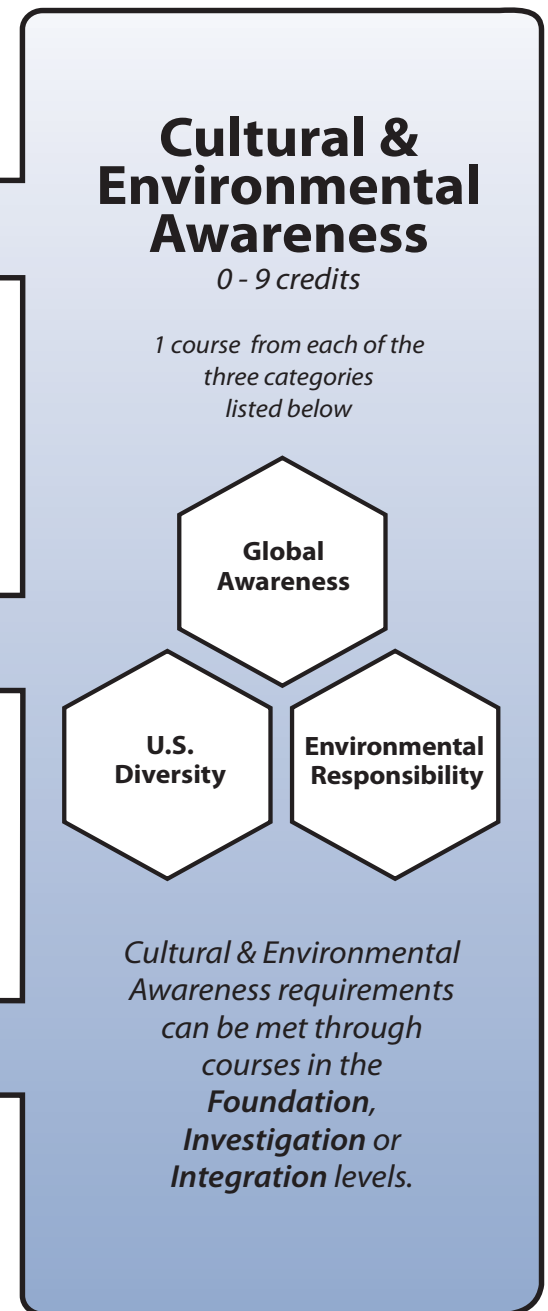 Cultural &
Environmental
Awareness
0 - 9 credits
1 course from each of the
three categories
listed below
Global
Awareness
U.S.
Diversity
Environmental
Responsibility
Cultural & Environmental
Awareness requirements
can be met through
courses in the
Foundation,
Investigation or
Integration levels.